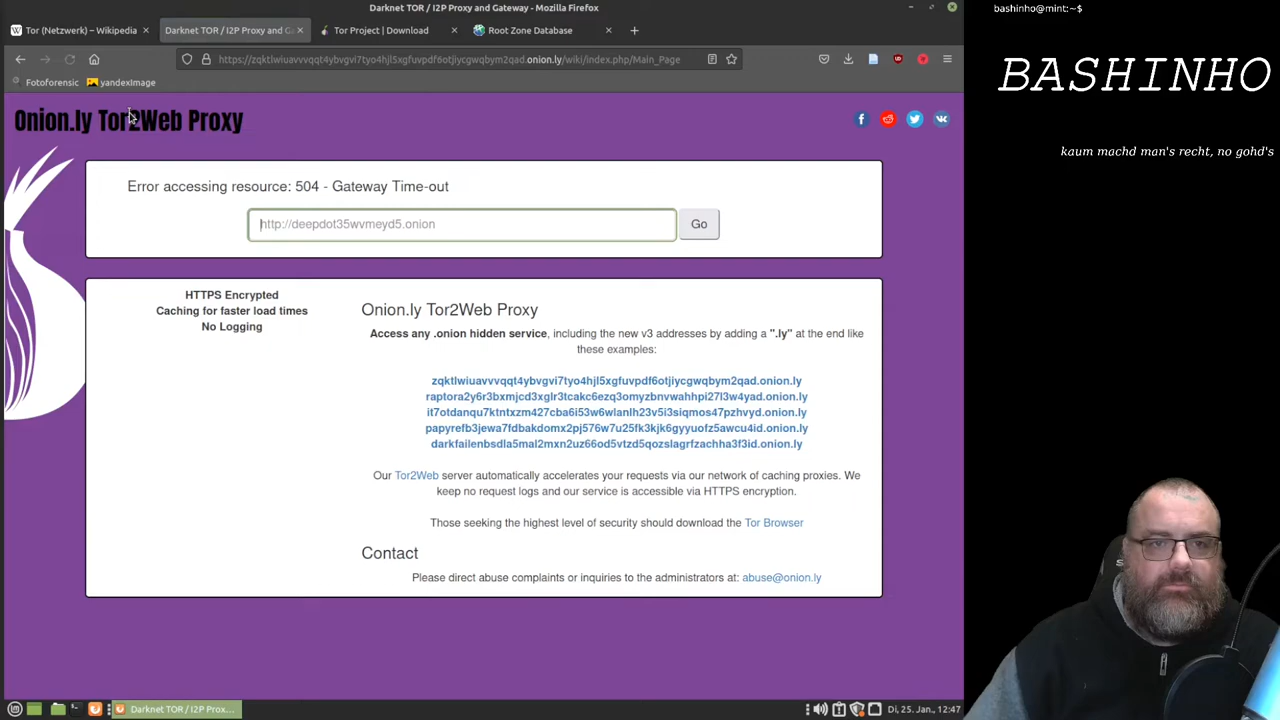 Darknet TOR / I2P Proxy and Gateway - Mozilla Firefox
bashinho@mint:~$
Tor (Netzwerk) – Wikipedia
Darknet TOR / I2P Proxy and G
Tor Project | Download
Root Zone Database
https://zqktlwiuavvvqqt4ybvgvi7tyo4hjl5xgfuvpdf6otjiycgwqbym2qad.onion.ly/wiki/index.php/Main_Page
Fotoforensic
yandexImage
BASHINHO
kaum machd man's recht, no gohd's
Onion.ly Tor2Web Proxy
Error accessing resource: 504 - Gateway Time-out
http://deepdot35wvmeyd5.onion
Go
HTTPS Encrypted
Caching for faster load times
No Logging
Onion.ly Tor2Web Proxy
Access any .onion hidden service, including the new v3 addresses by adding a ".ly" at the end like
these examples:
zqktlwiuavvvqqt4ybvgvi7tyo4hjl5xgfuvpdf6otjiycgwqbym2qad.onion.ly
raptora2y6r3bxmjcd3xglr3tcakc6ezq3omyzbnvwahhpi27l3w4yad.onion.ly
it7otdanqu7ktntxzm427cba6i53w6wlanlh23v5i3siqmos47pzhvyd.onion.ly
papyrefb3jewa7fdbakdomx2pj576w7u25fk3kjk6gyyuofz5awcu4id.onion.ly
darkfailenbsdla5mal2mxn2uz66od5vtzd5qozslagrfzachha3f3id.onion.ly
Our Tor2Web server automatically accelerates your requests via our network of caching proxies. We
keep no request logs and our service is accessible via HTTPS encryption.
Those seeking the highest level of security should download the Tor Browser
Contact
Please direct abuse complaints or inquiries to the administrators at: abuse@onion.ly
Darknet TOR / I2P Prox...
Di, 25. Jan., 12:47